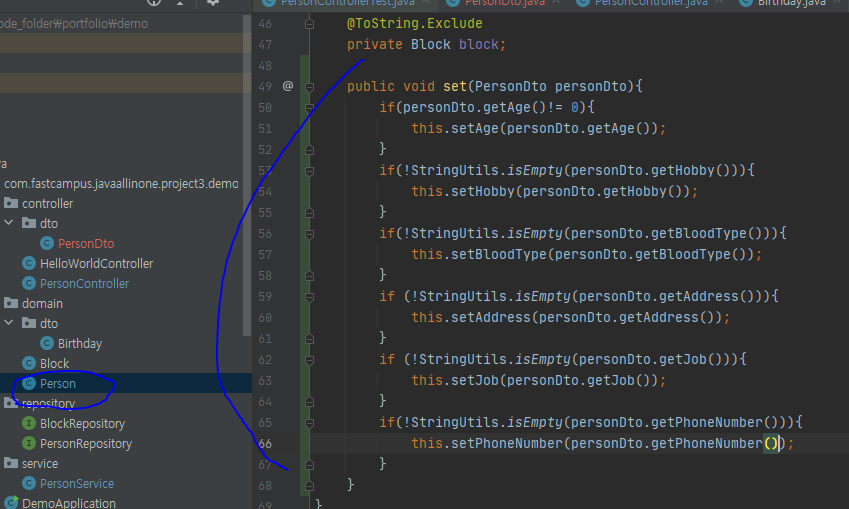 PersonControllerTest.java
PersonDto.java
PersonController.java
Birthday.java
ode_folder₩portfolio₩demo
va
com.fastcampus.javaallinone.project3.demo
controller
dto
PersonDto
HelloWorldController
PersonController
domain
dto
Birthday
Block
Person
repository
BlockRepository
PersonRepository
service
PersonService
DemoApplication
46 @ToString.Exclude
47 private Block block;
48
49 @ public void set(PersonDto personDto){
50 if(personDto.getAge()!= 0){
51 this.setAge(personDto.getAge());
52 }
53 if(!StringUtils.isEmpty(personDto.getHobby())){
54 this.setHobby(personDto.getHobby());
55 }
56 if(!StringUtils.isEmpty(personDto.getBloodType())){
57 this.setBloodType(personDto.getBloodType());
58 }
59 if (!StringUtils.isEmpty(personDto.getAddress())){
60 this.setAddress(personDto.getAddress());
61 }
62 if (!StringUtils.isEmpty(personDto.getJob())){
63 this.setJob(personDto.getJob());
64 }
65 if(!StringUtils.isEmpty(personDto.getPhoneNumber())){
66 this.setPhoneNumber(personDto.getPhoneNumber());
67 }
68 }
69 }